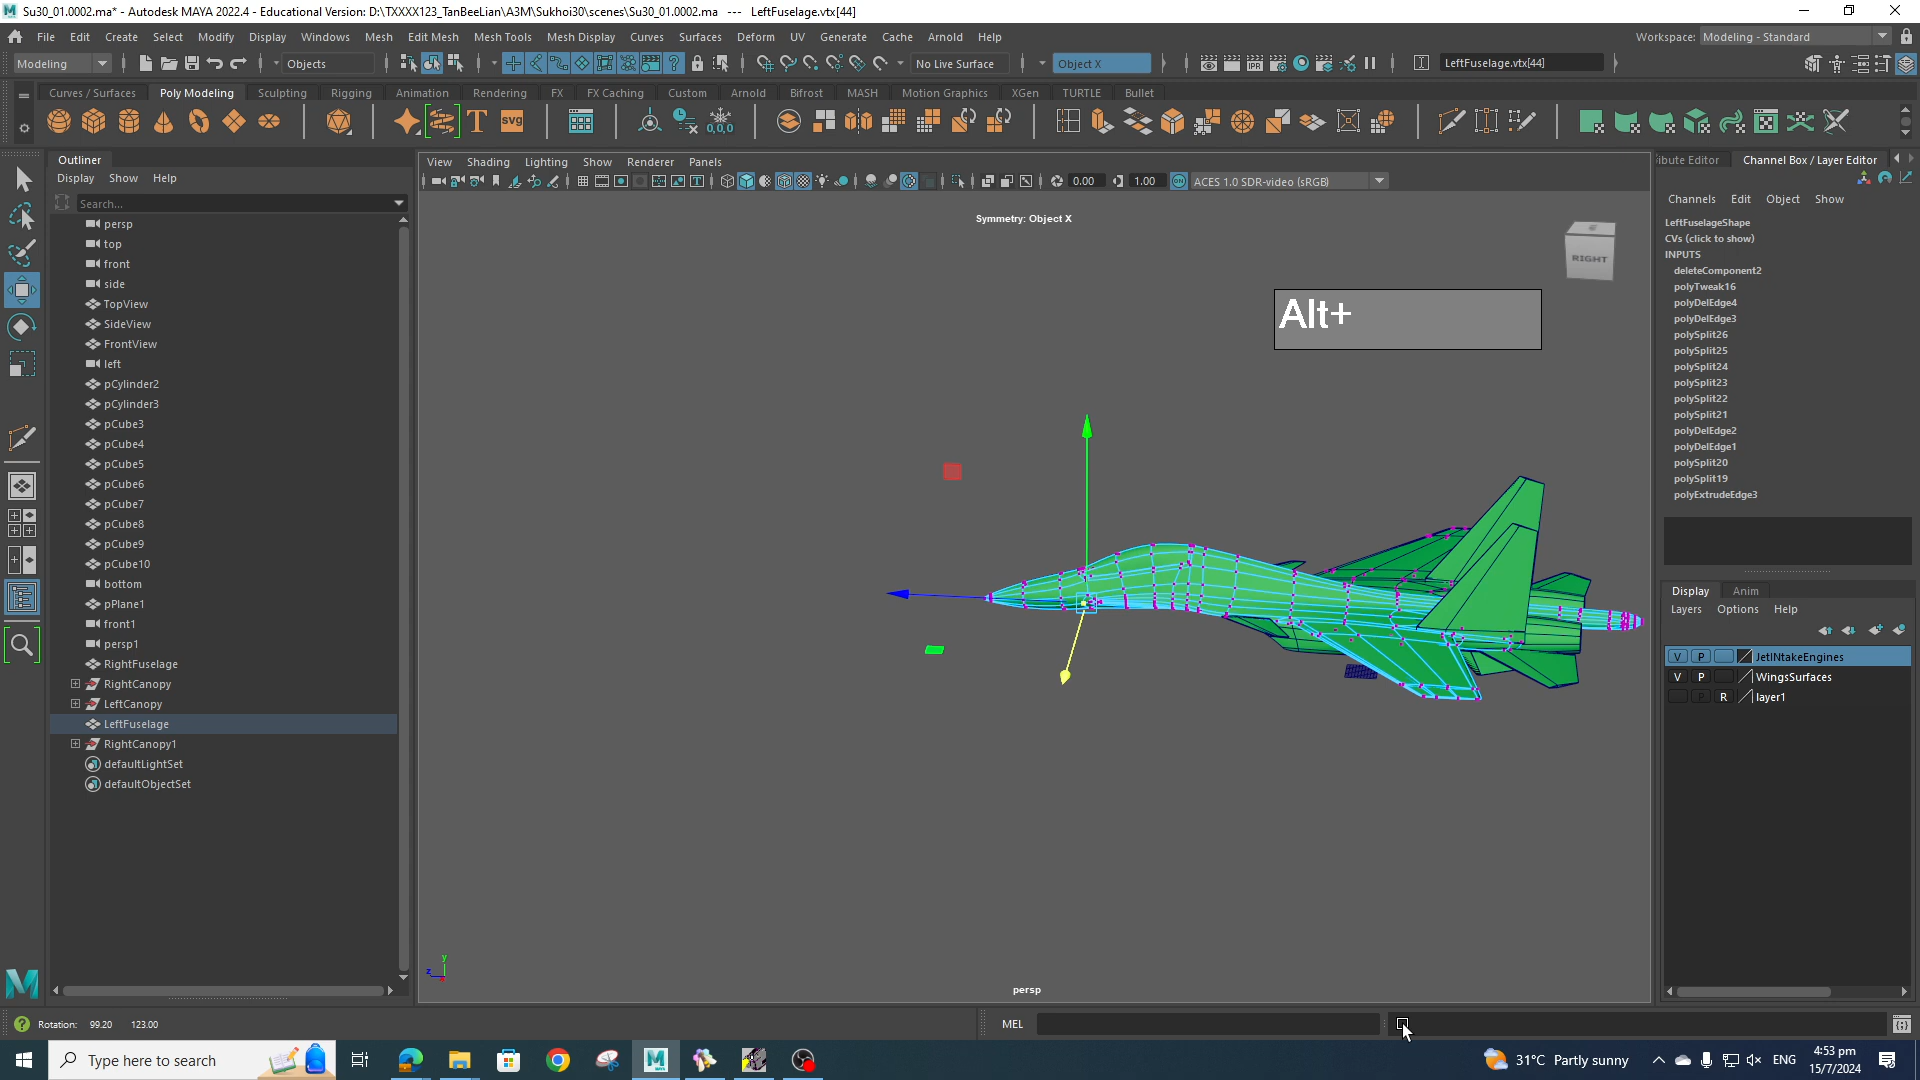 Su30_01.0002.ma* - Autodesk MAYA 2022.4 - Educational Version: D:\TXXXX123_TanBeeLian\A3M\Sukhoi30\scenes\Su30_01.0002.ma --- LeftFuselage.vtx[44]
File Edit Create Select Modify Display Windows Mesh Edit Mesh Mesh Tools Mesh Display Curves Surfaces Deform UV Generate Cache Arnold Help
Workspace: Modeling - Standard
Modeling Objects No Live Surface Object X LeftFuselage.vtx[44]
Curves / Surfaces Poly Modeling Sculpting Rigging Animation Rendering FX FX Caching Custom Arnold Bifrost MASH Motion Graphics XGen TURTLE Bullet
Outliner
Display Show Help
Search...
persp
top
front
side
TopView
SideView
FrontView
left
pCylinder2
pCylinder3
pCube3
pCube4
pCube5
pCube6
pCube7
pCube8
pCube9
pCube10
bottom
pPlane1
front1
persp1
RightFuselage
RightCanopy
LeftCanopy
LeftFuselage
RightCanopy1
defaultLightSet
defaultObjectSet
View Shading Lighting Show Renderer Panels
0.00 1.00 ACES 1.0 SDR-video (sRGB)
Symmetry: Object X
RIGHT
Alt+
y
z
persp
ibute Editor Channel Box / Layer Editor
Channels Edit Object Show
LeftFuselageShape
CVs (click to show)
INPUTS
deleteComponent2
polyTweak16
polyDelEdge4
polyDelEdge3
polySplit26
polySplit25
polySplit24
polySplit23
polySplit22
polySplit21
polyDelEdge2
polyDelEdge1
polySplit20
polySplit19
polyExtrudeEdge3
Display Anim
Layers Options Help
V P JetINtakeEngines
V P WingsSurfaces
R layer1
Rotation: 99.20 123.00
MEL
Type here to search
31°C Partly sunny
ENG
4:53 pm
15/7/2024